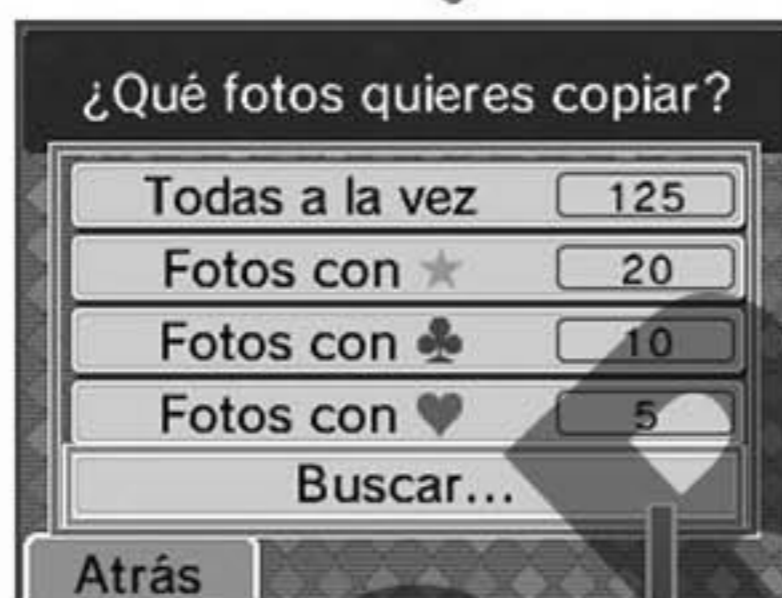 ¿Qué fotos quieres copiar?
Todas a la vez 125
Fotos con ★ 20
Fotos con ♣ 10
Fotos con ♥ 5
Buscar...
Atrás